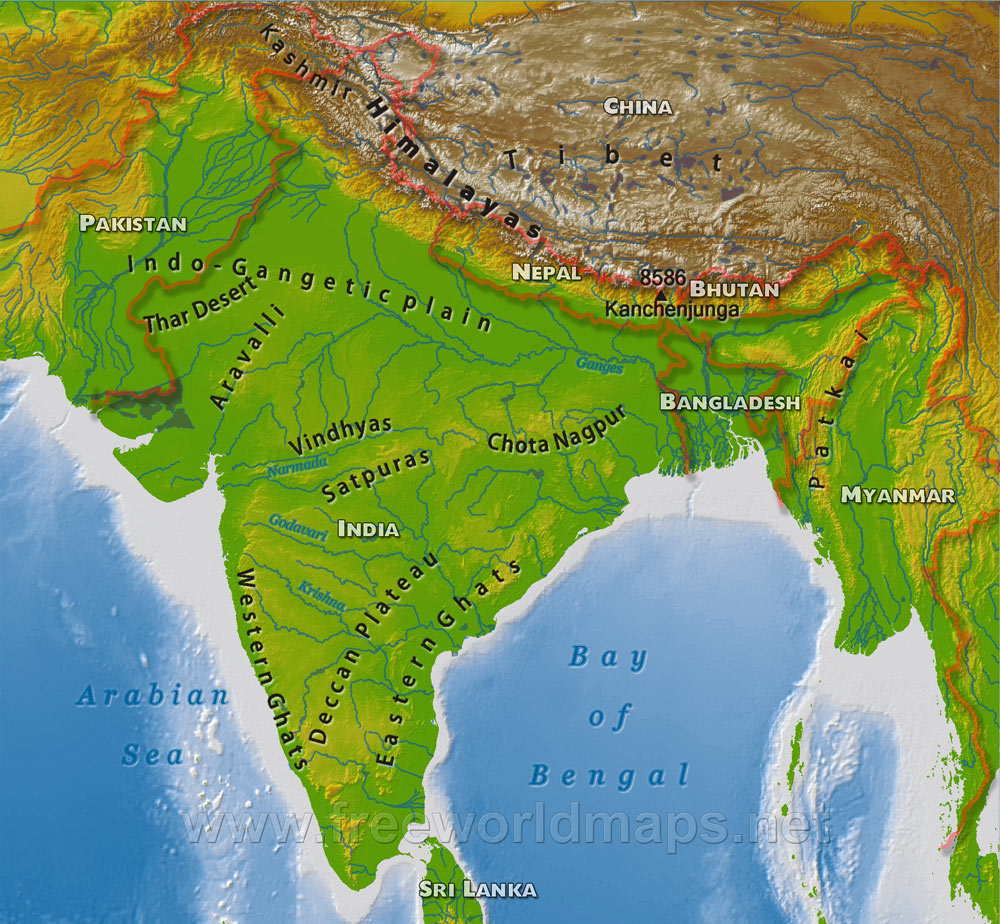 Kashmir
Himalayas
CHINA
Tibet
PAKISTAN
Indo-Gangetic plain
NEPAL
8586
BHUTAN
Kanchenjunga
Thar Desert
Aravalli
Ganges
Patkai
BANGLADESH
Vindhyas
Chota Nagpur
Narmada
Satpuras
MYANMAR
Godavari
INDIA
Krishna
Western Ghats
Deccan Plateau
Eastern Ghats
Arabian
Sea
Bay
of
Bengal
www.freeworldmaps.net
SRI LANKA